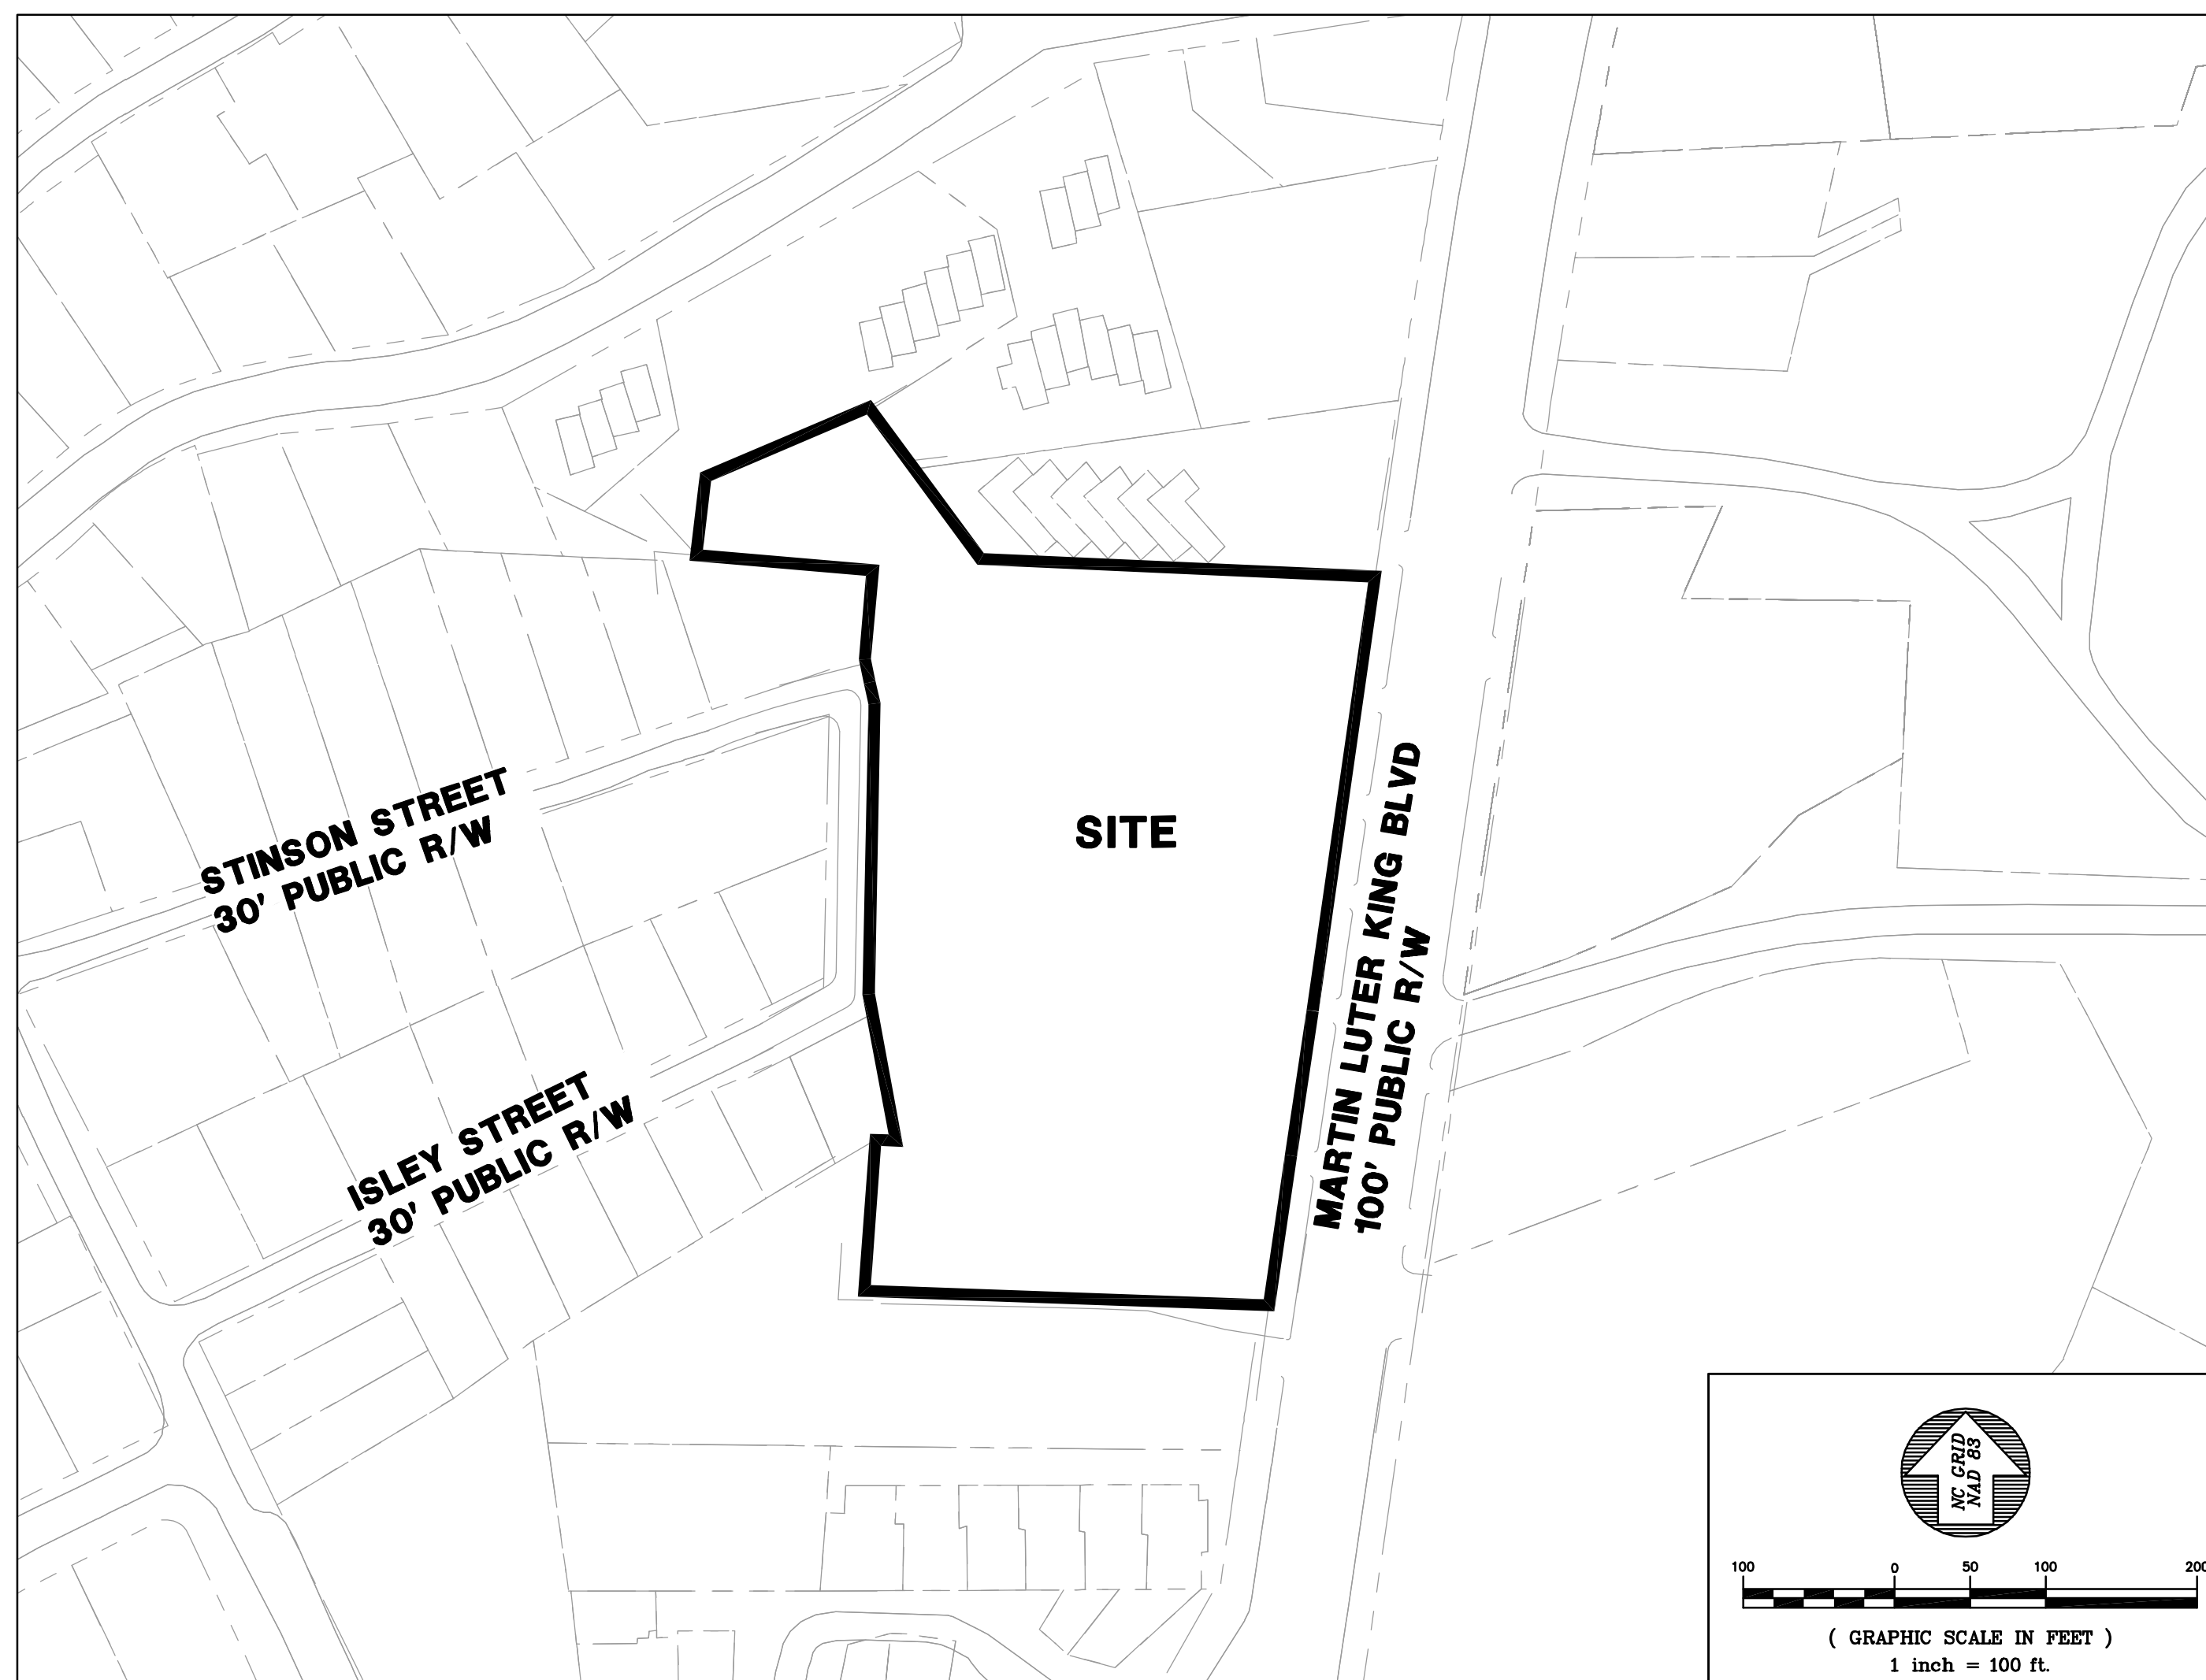 STINSON STREET
30' PUBLIC R/W
SITE
MARTIN LUTER KING BLVD
100' PUBLIC R/W
ISLEY STREET
30' PUBLIC R/W
NC GRID
NAD 83
100 0 50 100 200
( GRAPHIC SCALE IN FEET )
1 inch = 100 ft.